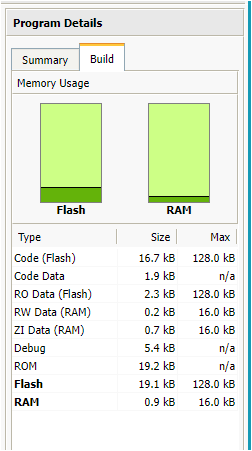 Program Details
Summary Build
Memory Usage
Flash RAM
Type Size Max
Code (Flash) 16.7 kB 128.0 kB
Code Data 1.9 kB n/a
RO Data (Flash) 2.3 kB 128.0 kB
RW Data (RAM) 0.2 kB 16.0 kB
ZI Data (RAM) 0.7 kB 16.0 kB
Debug 5.4 kB n/a
ROM 19.2 kB n/a
Flash 19.1 kB 128.0 kB
RAM 0.9 kB 16.0 kB